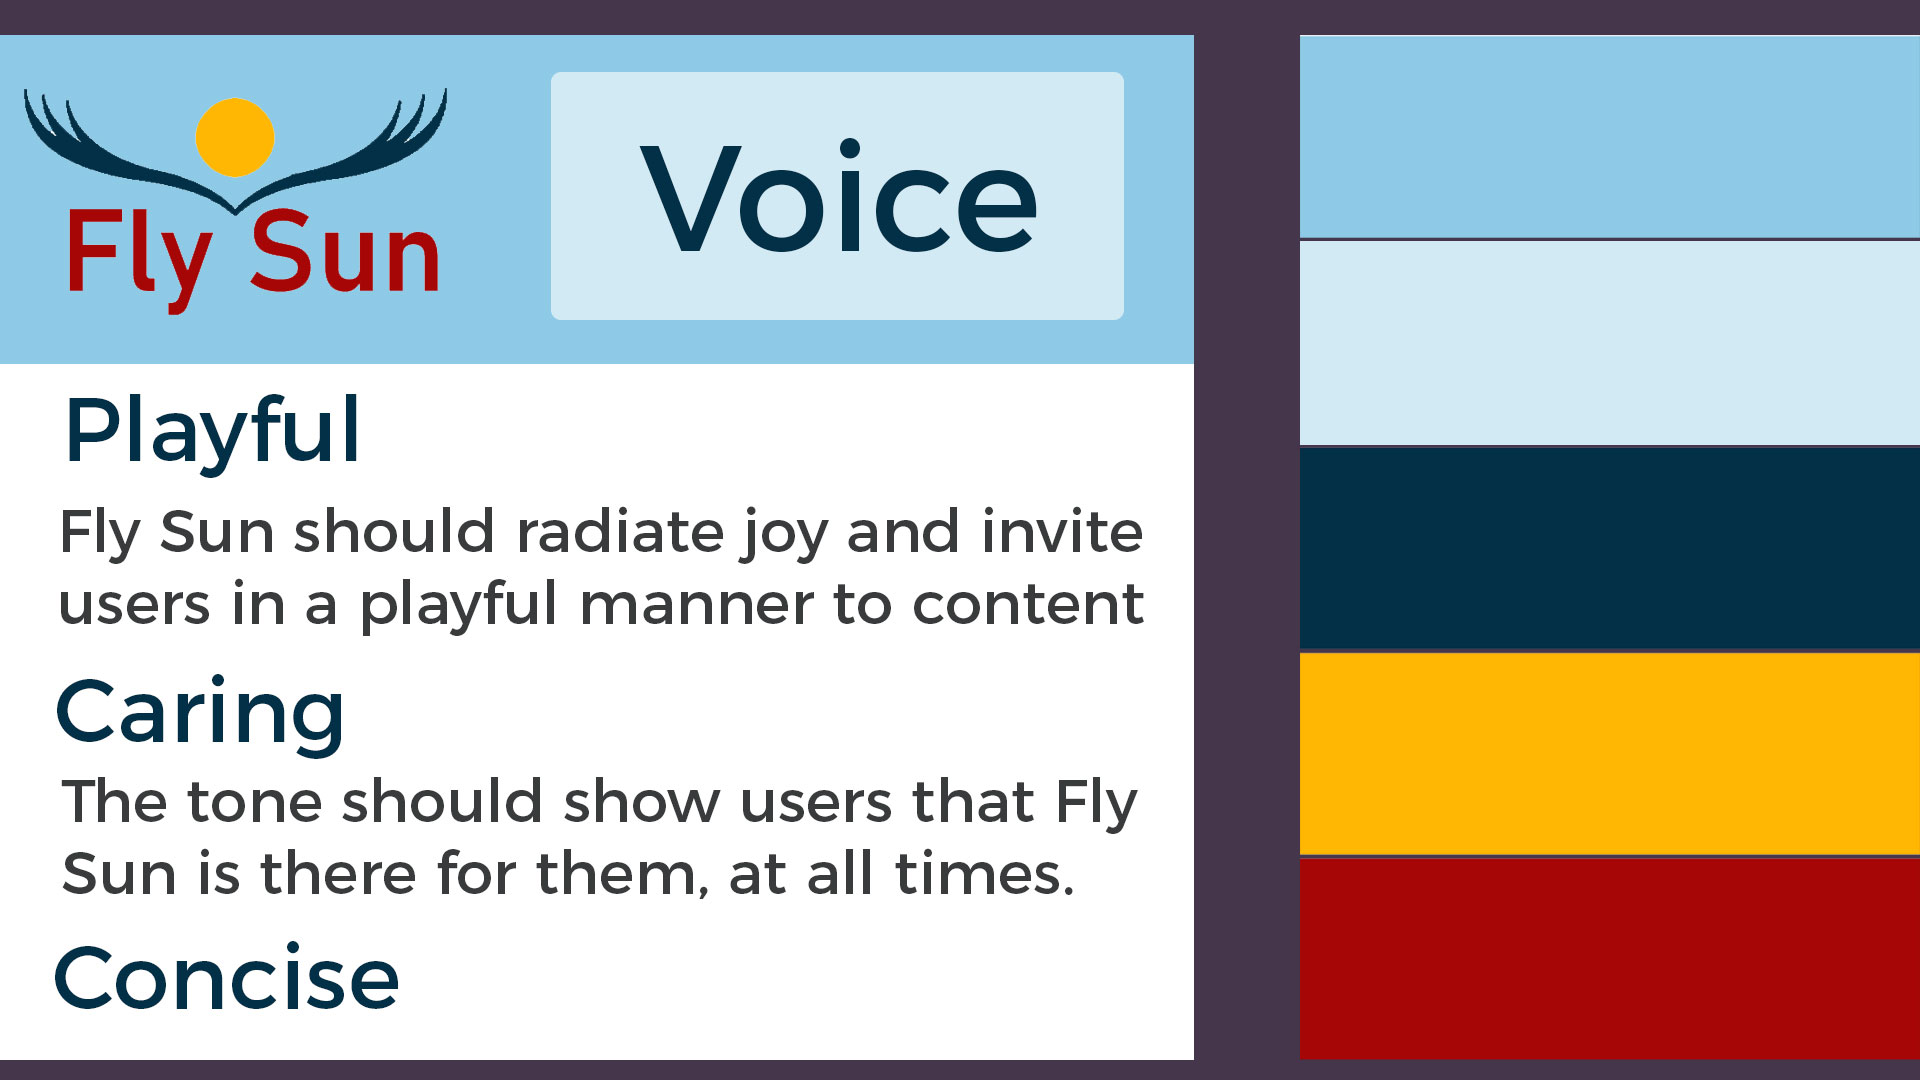 Fly Sun
Voice
Playful
Fly Sun should radiate joy and invite
users in a playful manner to content
Caring
The tone should show users that Fly
Sun is there for them, at all times.
Concise